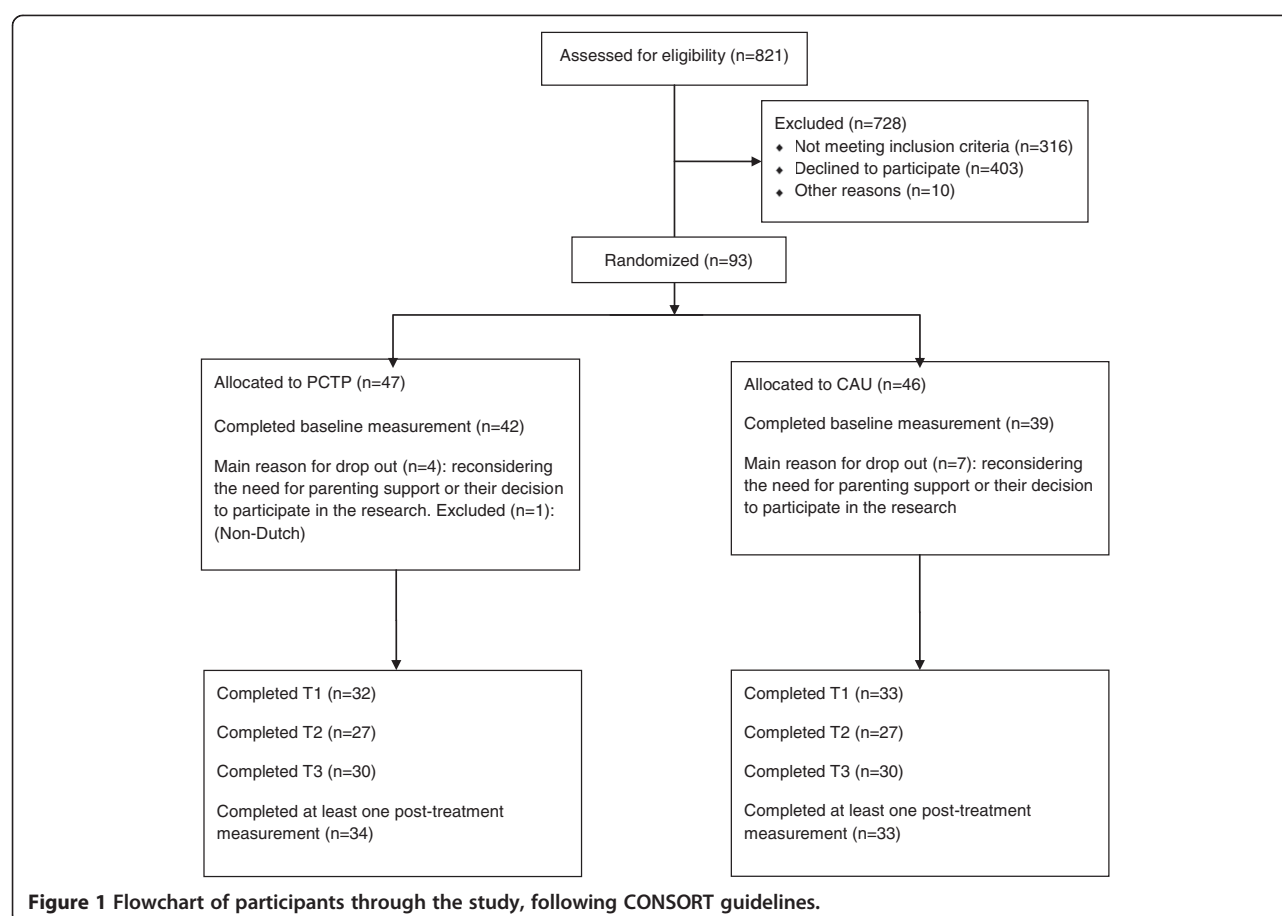 Assessed for eligibility (n=821)
Excluded (n=728)
⬥ Not meeting inclusion criteria (n=316)
⬥ Declined to participate (n=403)
⬥ Other reasons (n=10)
Randomized (n=93)
Allocated to PCTP (n=47)
Completed baseline measurement (n=42)
Main reason for drop out (n=4): reconsidering
the need for parenting support or their decision
to participate in the research. Excluded (n=1):
(Non-Dutch)
Allocated to CAU (n=46)
Completed baseline measurement (n=39)
Main reason for drop out (n=7): reconsidering
the need for parenting support or their decision
to participate in the research
Completed T1 (n=32)
Completed T2 (n=27)
Completed T3 (n=30)
Completed at least one post-treatment
measurement (n=34)
Completed T1 (n=33)
Completed T2 (n=27)
Completed T3 (n=30)
Completed at least one post-treatment
measurement (n=33)
Figure 1 Flowchart of participants through the study, following CONSORT guidelines.